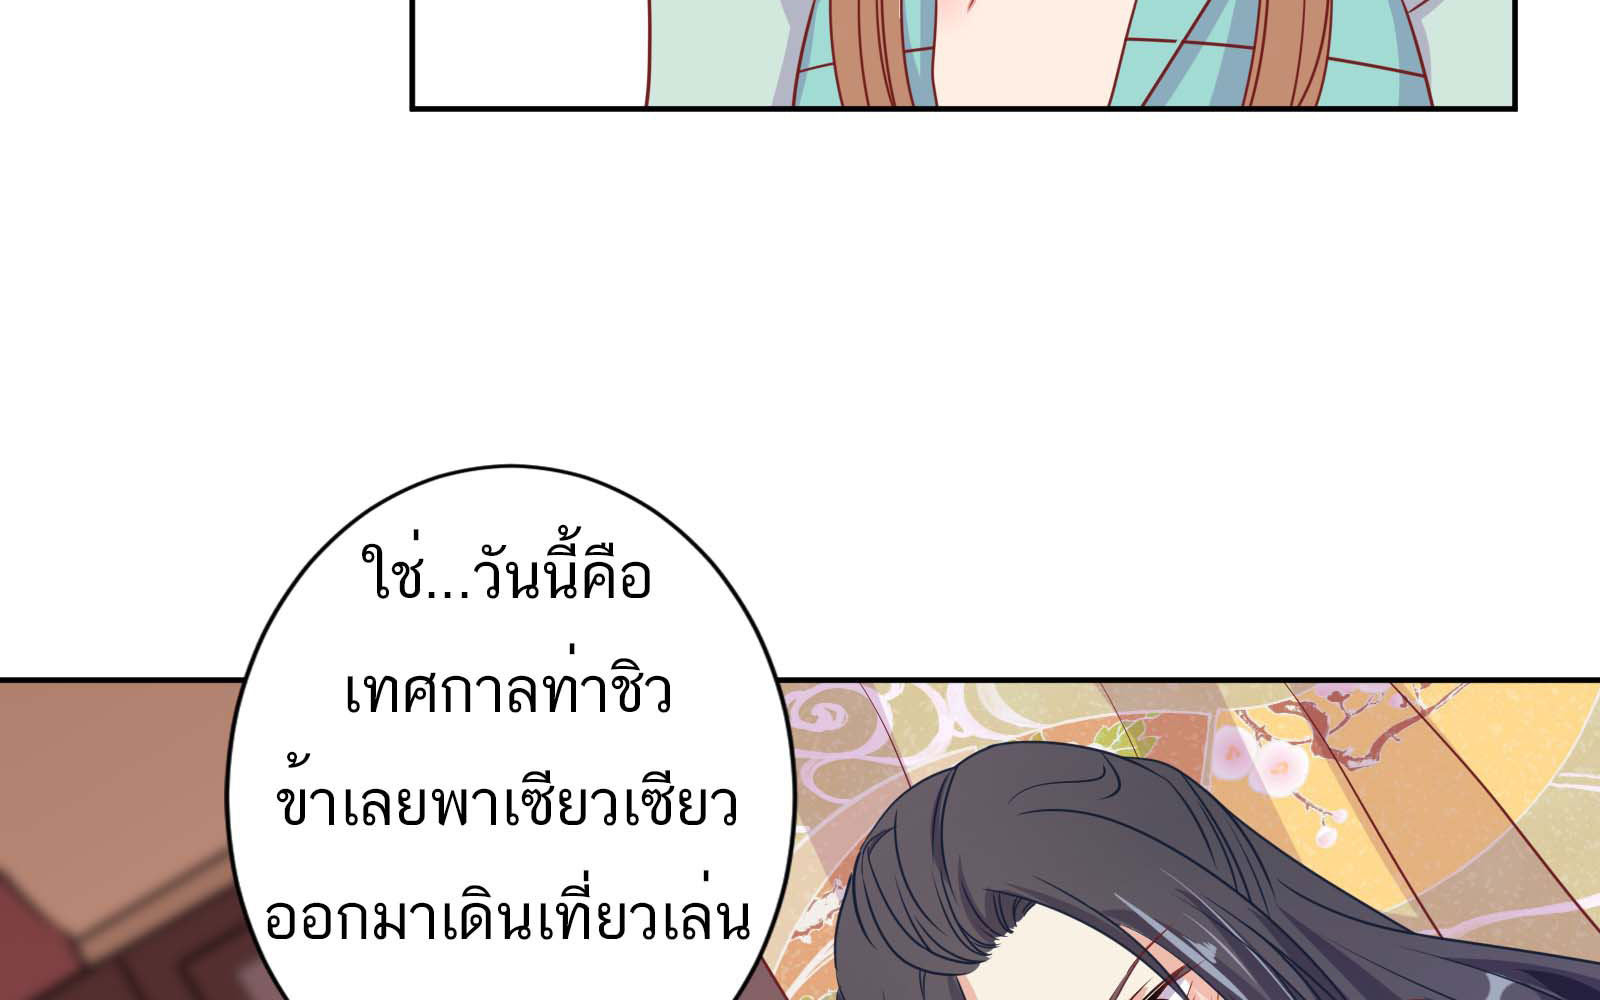 ใช่...วันนี้คือ
เทศกาลท่าชิว
ข้าเลยพาเซียวเซียว
ออกมาเดินเที่ยวเล่น